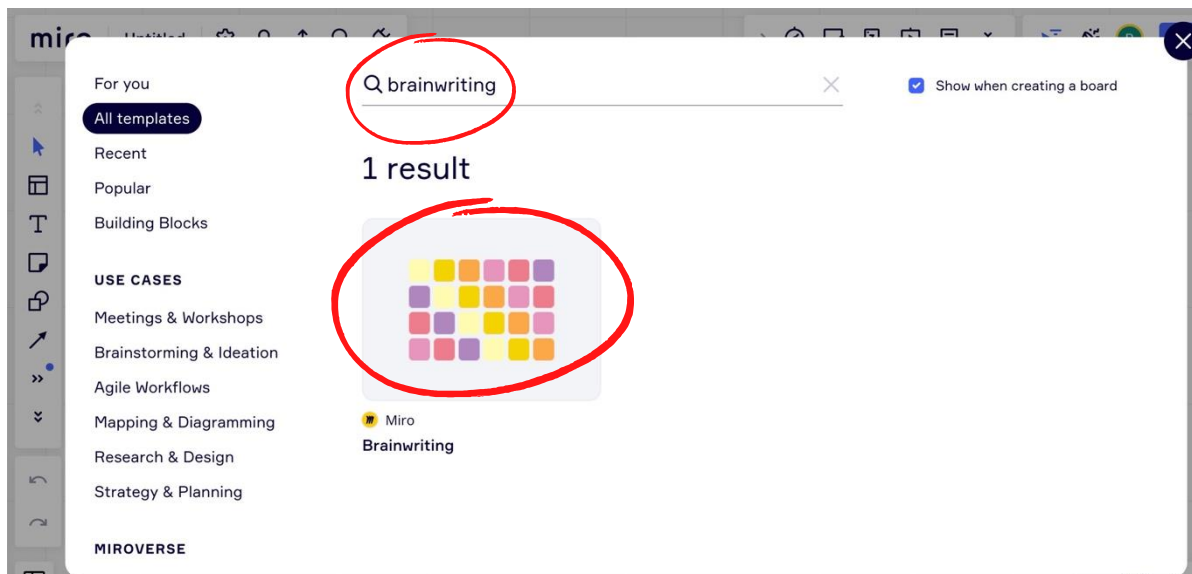 miro
Untitled
For you
All templates
Recent
Popular
Building Blocks
USE CASES
Meetings & Workshops
Brainstorming & Ideation
Agile Workflows
Mapping & Diagramming
Research & Design
Strategy & Planning
MIROVERSE
brainwriting
Show when creating a board
1 result
Miro
Brainwriting